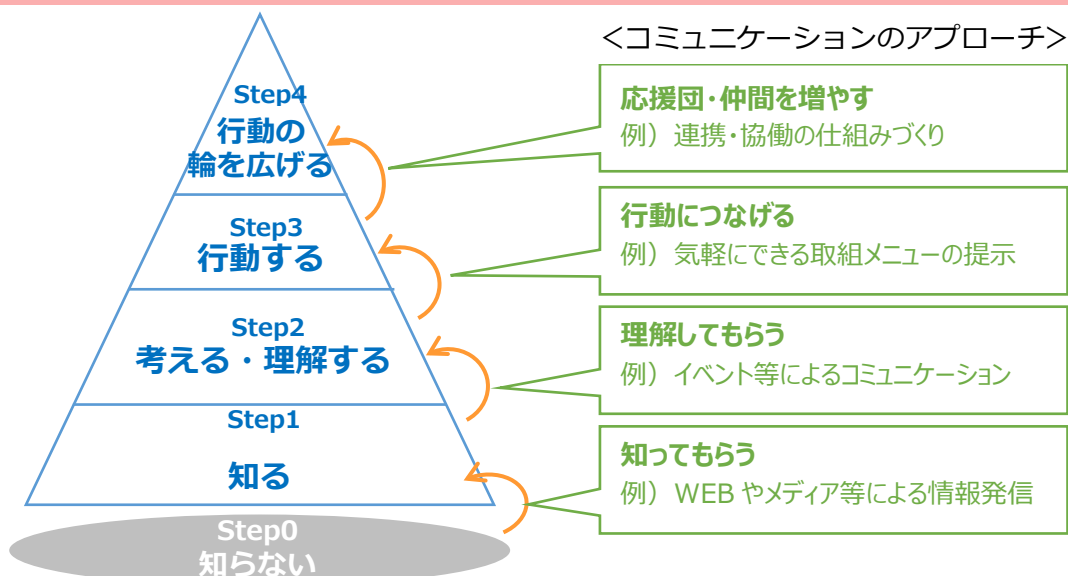 <コミュニケーションのアプローチ>
Step4
行動の
輪を広げる
応援団・仲間を増やす
例）連携・協働の仕組みづくり
Step3
行動する
行動につなげる
例）気軽にできる取組メニューの提示
Step2
考える・理解する
理解してもらう
例）イベント等によるコミュニケーション
Step1
知る
知ってもらう
例）WEB やメディア等による情報発信
Step0
知らない